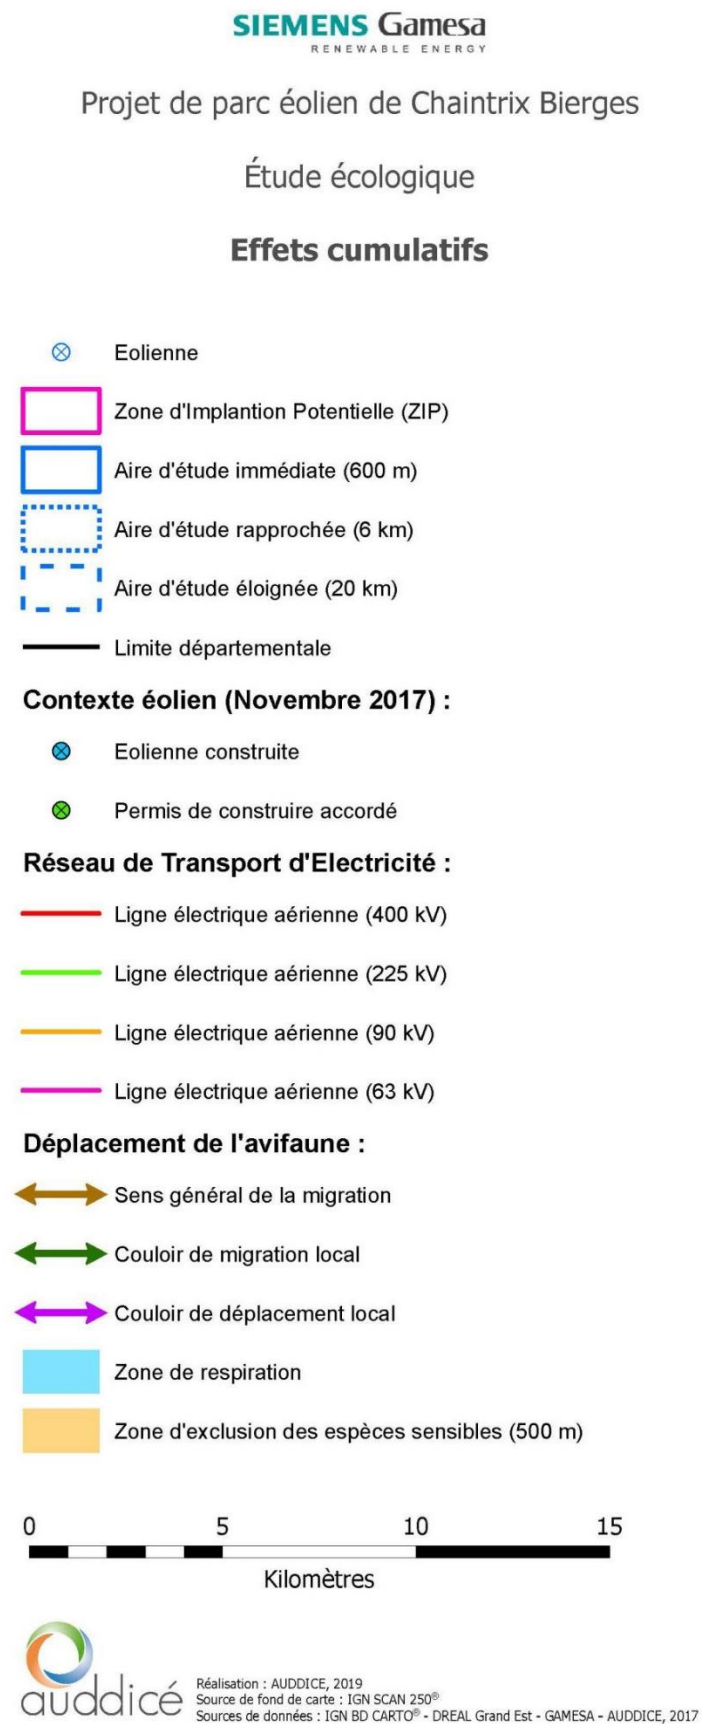 SIEMENS Gamesa
RENEWABLE ENERGY
Projet de parc éolien de Chaintrix Bierges
Étude écologique
Effets cumulatifs
Eolienne
Zone d'Implantion Potentielle (ZIP)
Aire d'étude immédiate (600 m)
Aire d'étude rapprochée (6 km)
Aire d'étude éloignée (20 km)
Limite départementale
Contexte éolien (Novembre 2017) :
Eolienne construite
Permis de construire accordé
Réseau de Transport d'Electricité :
Ligne électrique aérienne (400 kV)
Ligne électrique aérienne (225 kV)
Ligne électrique aérienne (90 kV)
Ligne électrique aérienne (63 kV)
Déplacement de l'avifaune :
Sens général de la migration
Couloir de migration local
Couloir de déplacement local
Zone de respiration
Zone d'exclusion des espèces sensibles (500 m)
0 5 10 15
Kilomètres
auddicé
Réalisation : AUDDICE, 2019
Source de fond de carte : IGN SCAN 250®
Sources de données : IGN BD CARTO® - DREAL Grand Est - GAMESA - AUDDICE, 2017